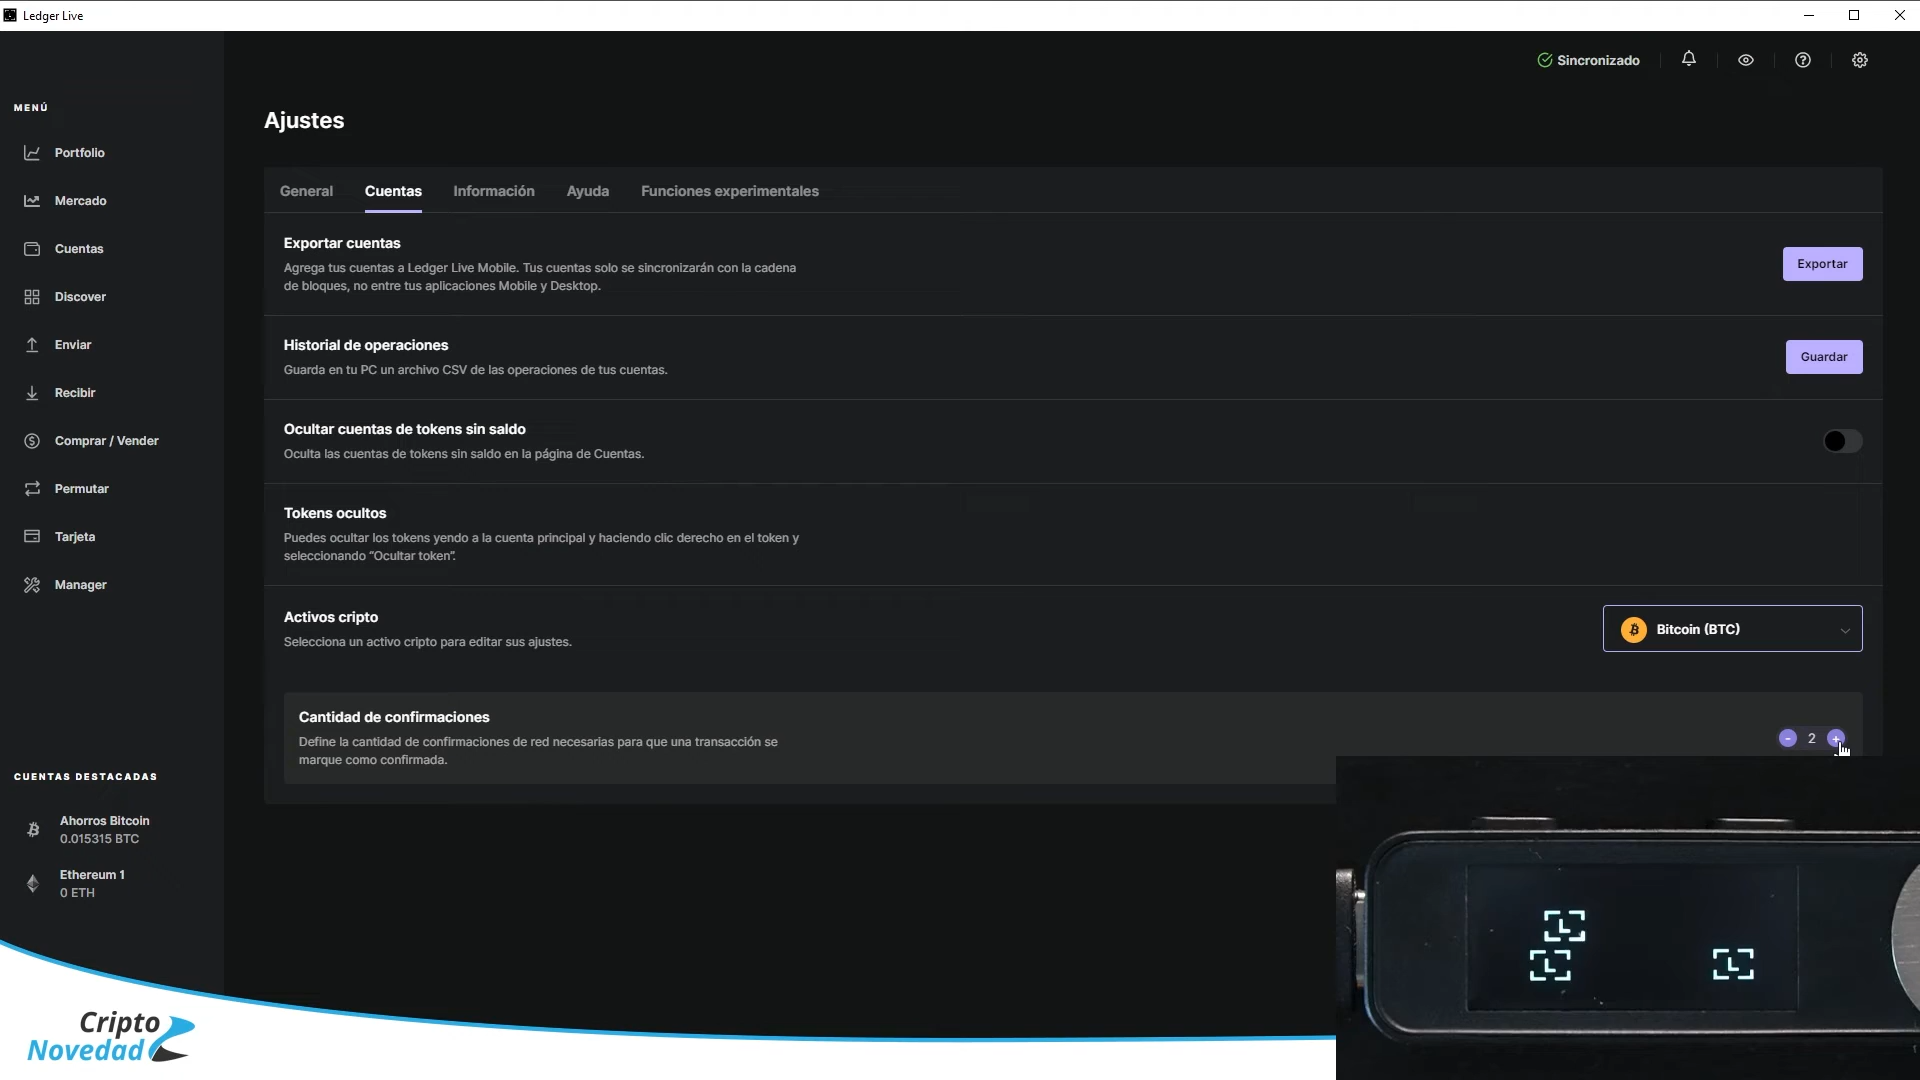 Ledger Live
Sincronizado
MENÚ
Portfolio
Mercado
Cuentas
Discover
Enviar
Recibir
Comprar / Vender
Permutar
Tarjeta
Manager
CUENTAS DESTACADAS
Ahorros Bitcoin
0.015315 BTC
Ethereum 1
0 ETH
Ajustes
General Cuentas Información Ayuda Funciones experimentales
Exportar cuentas
Agrega tus cuentas a Ledger Live Mobile. Tus cuentas solo se sincronizarán con la cadena
de bloques, no entre tus aplicaciones Mobile y Desktop.
Exportar
Historial de operaciones
Guarda en tu PC un archivo CSV de las operaciones de tus cuentas.
Guardar
Ocultar cuentas de tokens sin saldo
Oculta las cuentas de tokens sin saldo en la página de Cuentas.
Tokens ocultos
Puedes ocultar los tokens yendo a la cuenta principal y haciendo clic derecho en el token y
seleccionando “Ocultar token”.
Activos cripto
Selecciona un activo cripto para editar sus ajustes.
Bitcoin (BTC)
Cantidad de confirmaciones
Define la cantidad de confirmaciones de red necesarias para que una transacción se
marque como confirmada.
- 2 +
Cripto
Novedad